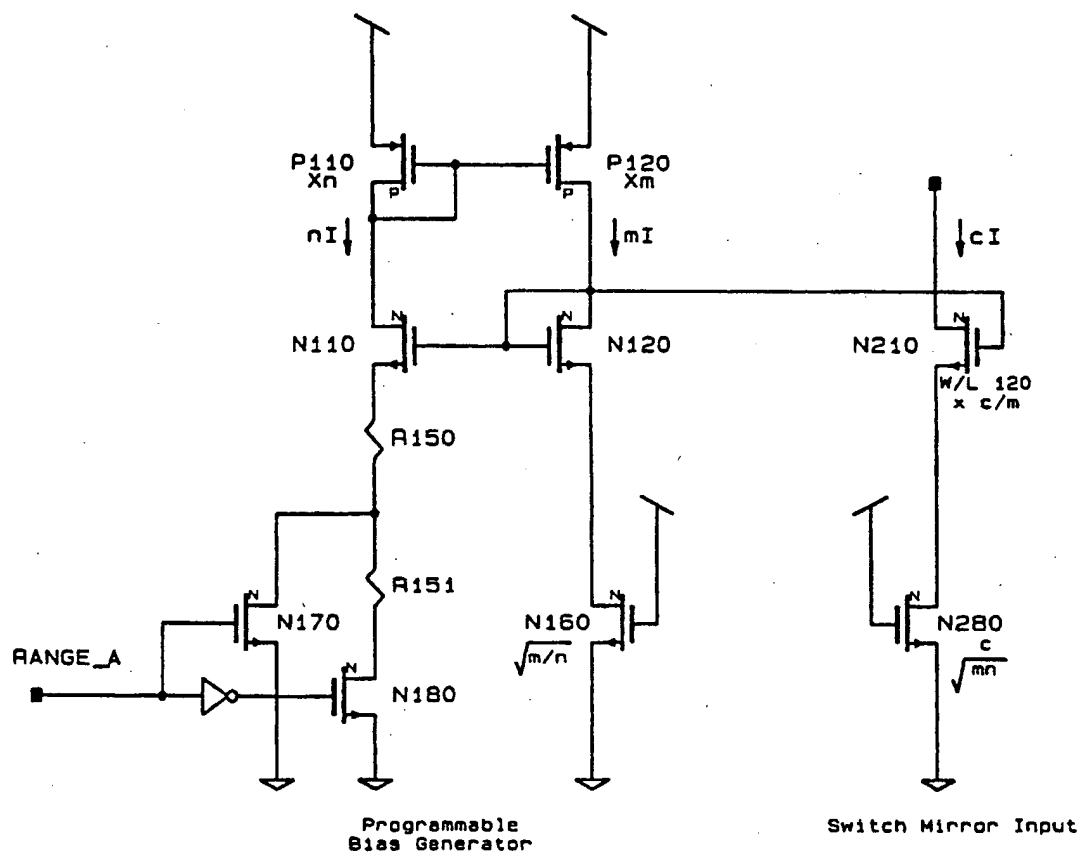 P110
Xn
P
P120
Xm
P
nI
mI
cI
N
N110
N
N120
N
N210
W/L 120
x c/m
R150
R151
N
N170
N
N160
√m/n
N
N280
c
√mn
RANGE_A
N
N180
Programmable
Bias Generator
Switch Mirror Input